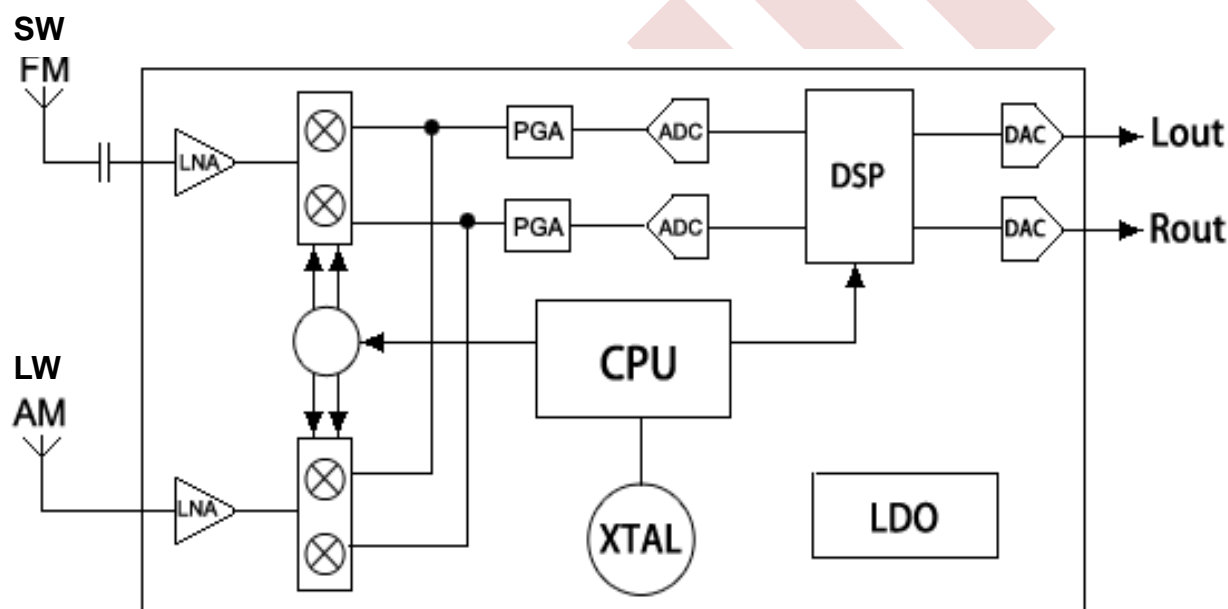 SW
FM
LNA
PGA
ADC
DSP
DAC
Lout
PGA
ADC
DAC
Rout
CPU
LW
AM
LNA
XTAL
LDO